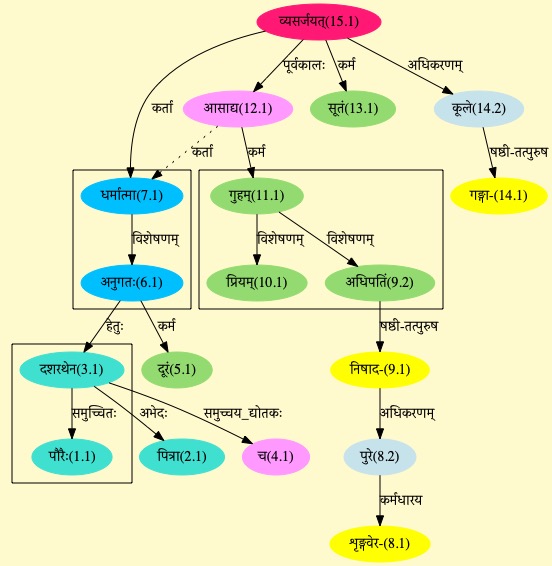 व्यसर्जयत्(15.1)
पूर्वकालः
कर्म
अधिकरणम्
कर्ता
आसाद्य(12.1)
सूतं(13.1)
कूले(14.2)
कर्ता
कर्म
षष्ठी-तत्पुरुष
धर्मात्मा(7.1)
गुहम्(11.1)
गङ्गा-(14.1)
विशेषणम्
विशेषणम्
विशेषणम्
अनुगतः(6.1)
प्रियम्(10.1)
अधिपतिं(9.2)
हेतुः
कर्म
षष्ठी-तत्पुरुष
दशरथेन(3.1)
दूरं(5.1)
निषाद-(9.1)
समुच्चितः
अभेदः
समुच्चय_द्योतकः
अधिकरणम्
पौरैः(1.1)
पित्रा(2.1)
च(4.1)
पुरे(8.2)
कर्मधारय
शृङ्गवेर-(8.1)